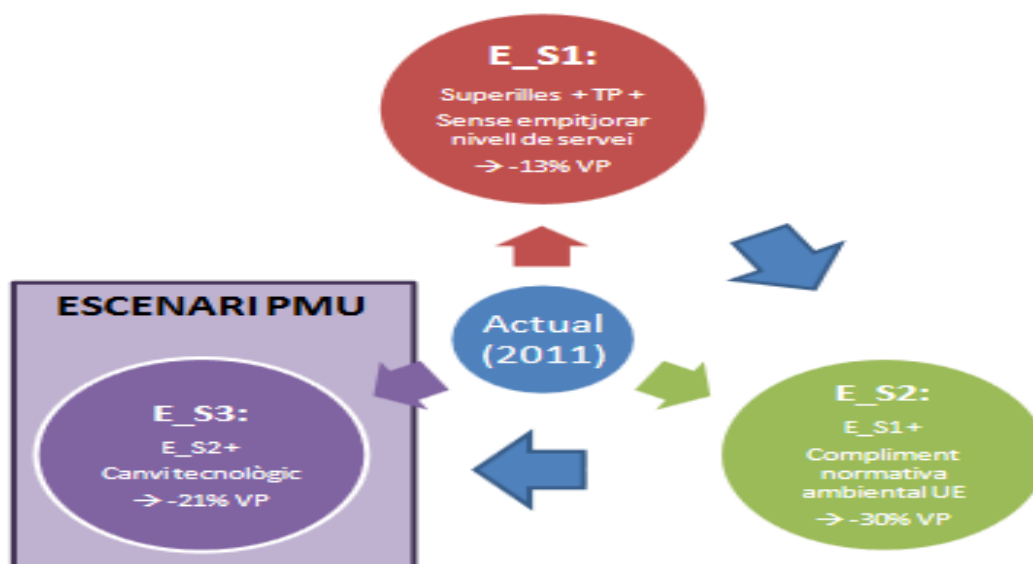 E_S1:
Superilles + TP +
Sense empitjorar
nivell de servei
→ -13% VP
ESCENARI PMU
Actual
(2011)
E_S2:
E_S1+
Compliment
normativa
ambiental UE
→ -30% VP
E_S3:
E_S2+
Canvi tecnològic
→ -21% VP